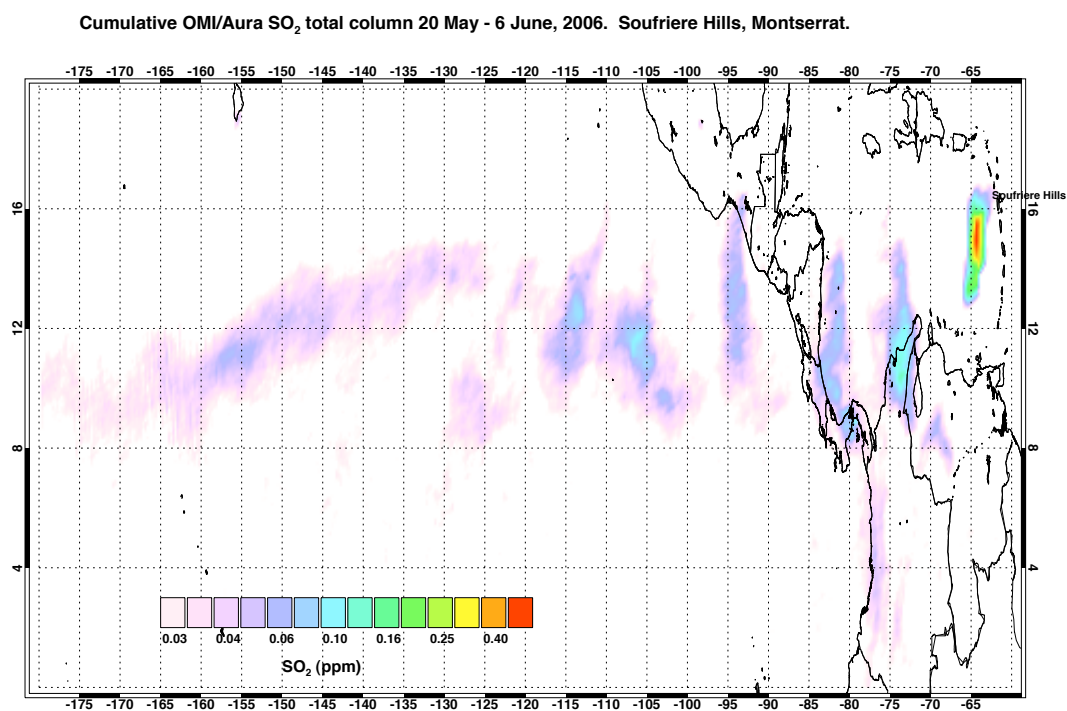 Cumulative OMI/Aura SO₂ total column 20 May - 6 June, 2006. Soufriere Hills, Montserrat.
-175 -170 -165 -160 -155 -150 -145 -140 -135 -130 -125 -120 -115 -110 -105 -100 -95 -90 -85 -80 -75 -70 -65
Soufriere Hills
16 16
12 12
8 8
4 4
0.03 0.04 0.06 0.10 0.16 0.25 0.40
SO₂ (ppm)
-175 -170 -165 -160 -155 -150 -145 -140 -135 -130 -125 -120 -115 -110 -105 -100 -95 -90 -85 -80 -75 -70 -65